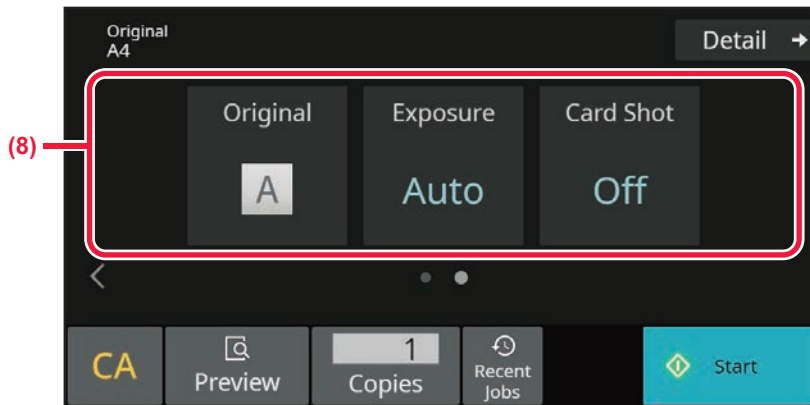 Original
A4
Detail
(8)
Original
Exposure
Card Shot
A
Auto
Off
CA
Preview
1
Copies
Recent
Jobs
Start